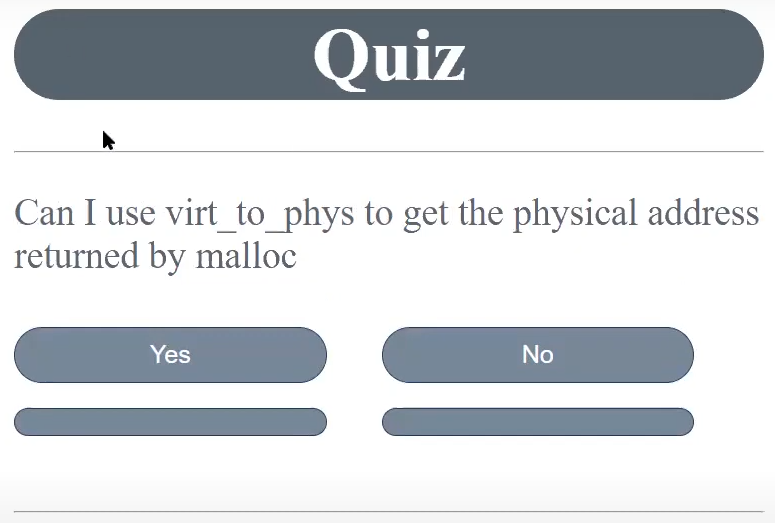 Quiz
Can I use virt_to_phys to get the physical address
returned by malloc
Yes
No